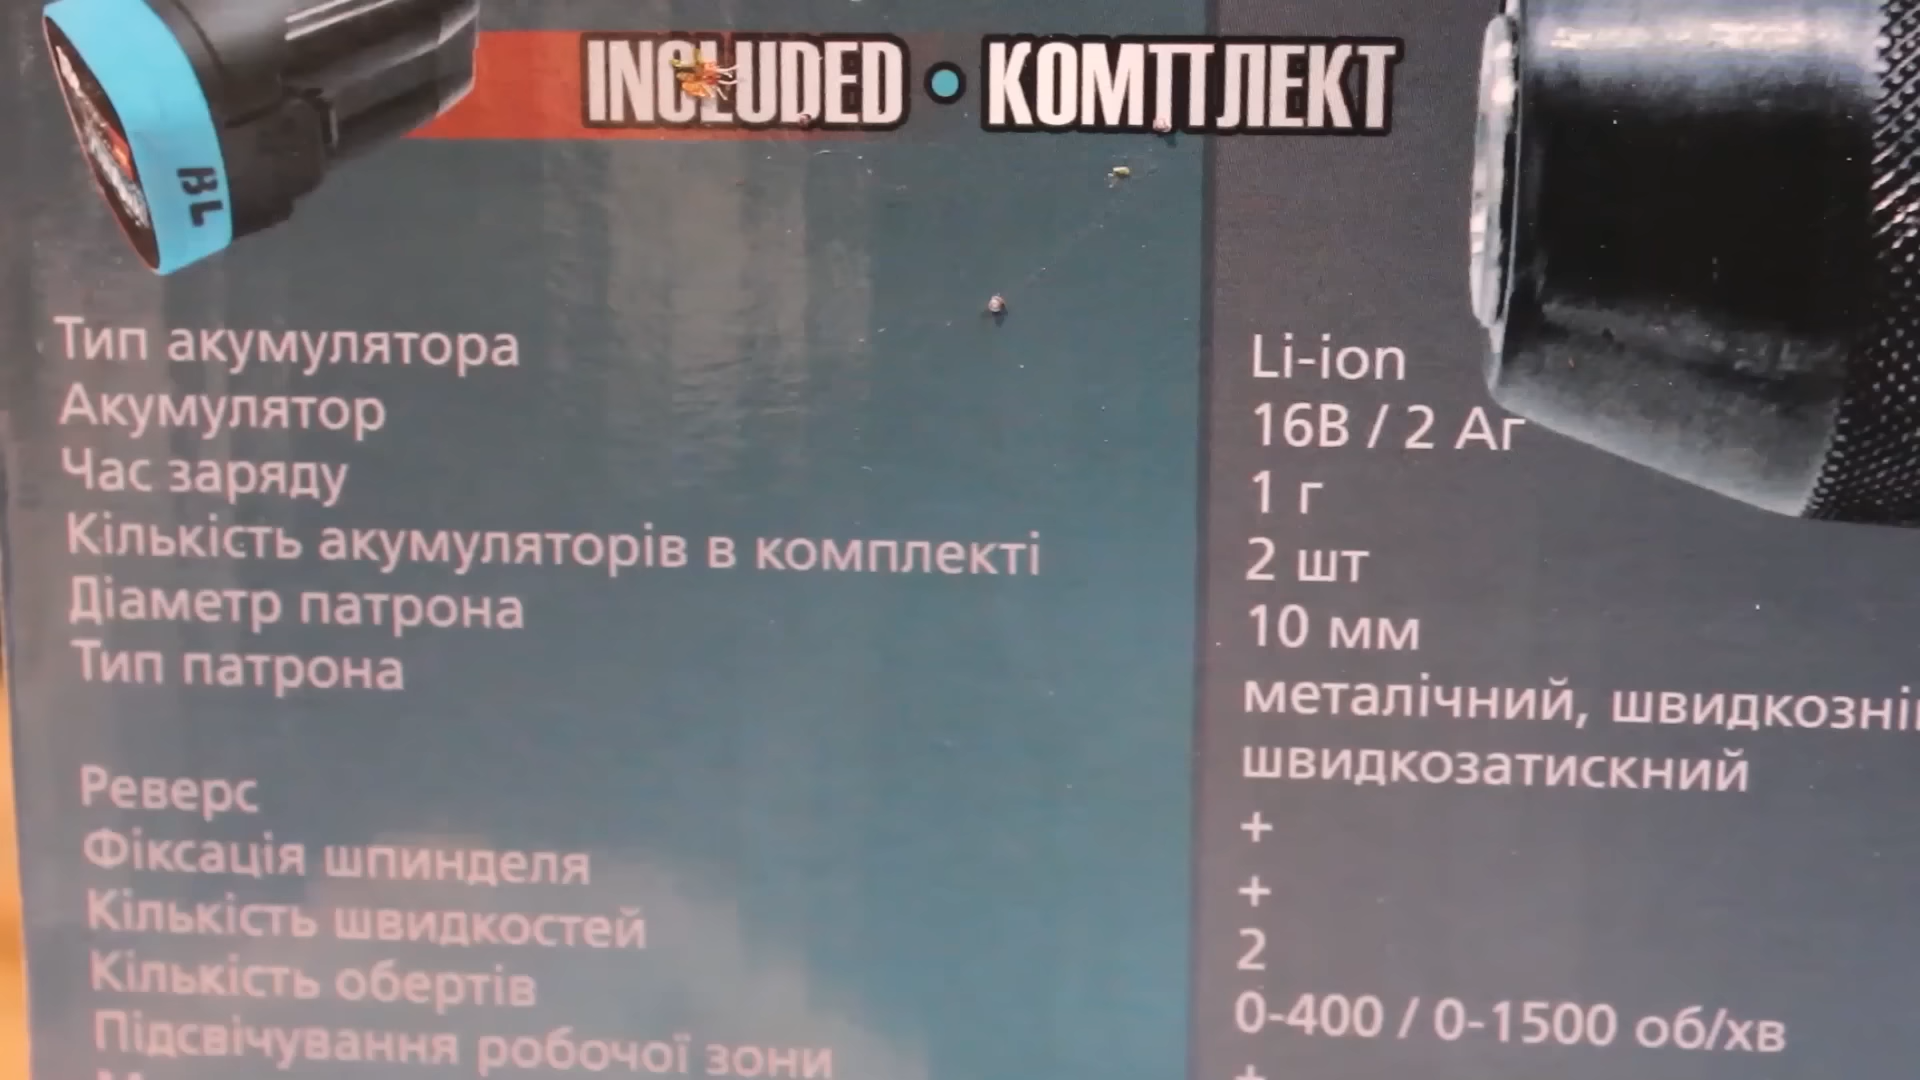 BL
INCLUDED • КОМПЛЕКТ
Тип акумулятора Li-ion
Акумулятор 16В / 2 Аг
Час заряду 1 г
Кількість акумуляторів в комплекті 2 шт
Діаметр патрона 10 мм
Тип патрона металічний,
швидкозатискний
Реверс +
Фіксація шпинделя +
Кількість швидкостей 2
Кількість обертів 0-400 / 0-1500 об/хв
Підсвічування робочої зони +